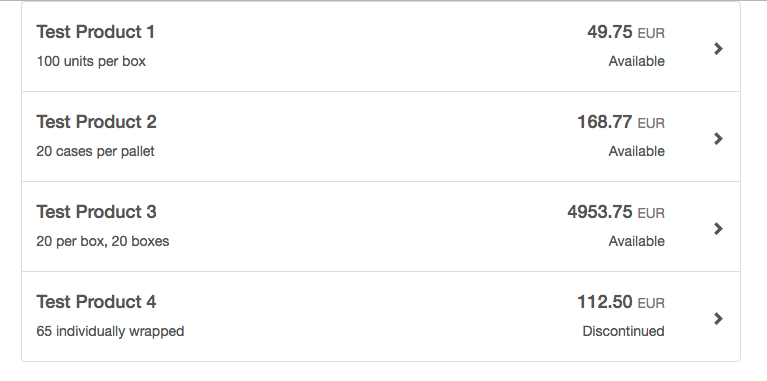 Test Product 1 49.75 EUR
100 units per box Available
Test Product 2 168.77 EUR
20 cases per pallet Available
Test Product 3 4953.75 EUR
20 per box, 20 boxes Available
Test Product 4 112.50 EUR
65 individually wrapped Discontinued